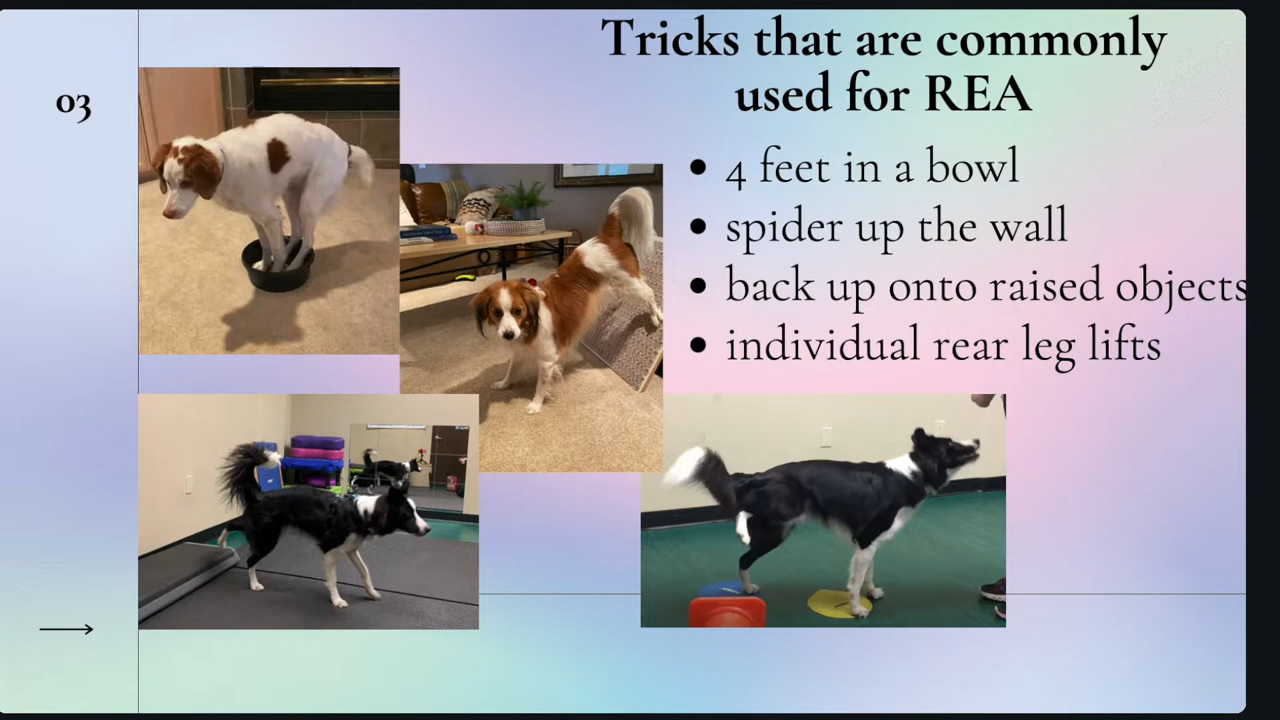 03
Tricks that are commonly
used for REA
• 4 feet in a bowl
• spider up the wall
• back up onto raised objects
• individual rear leg lifts